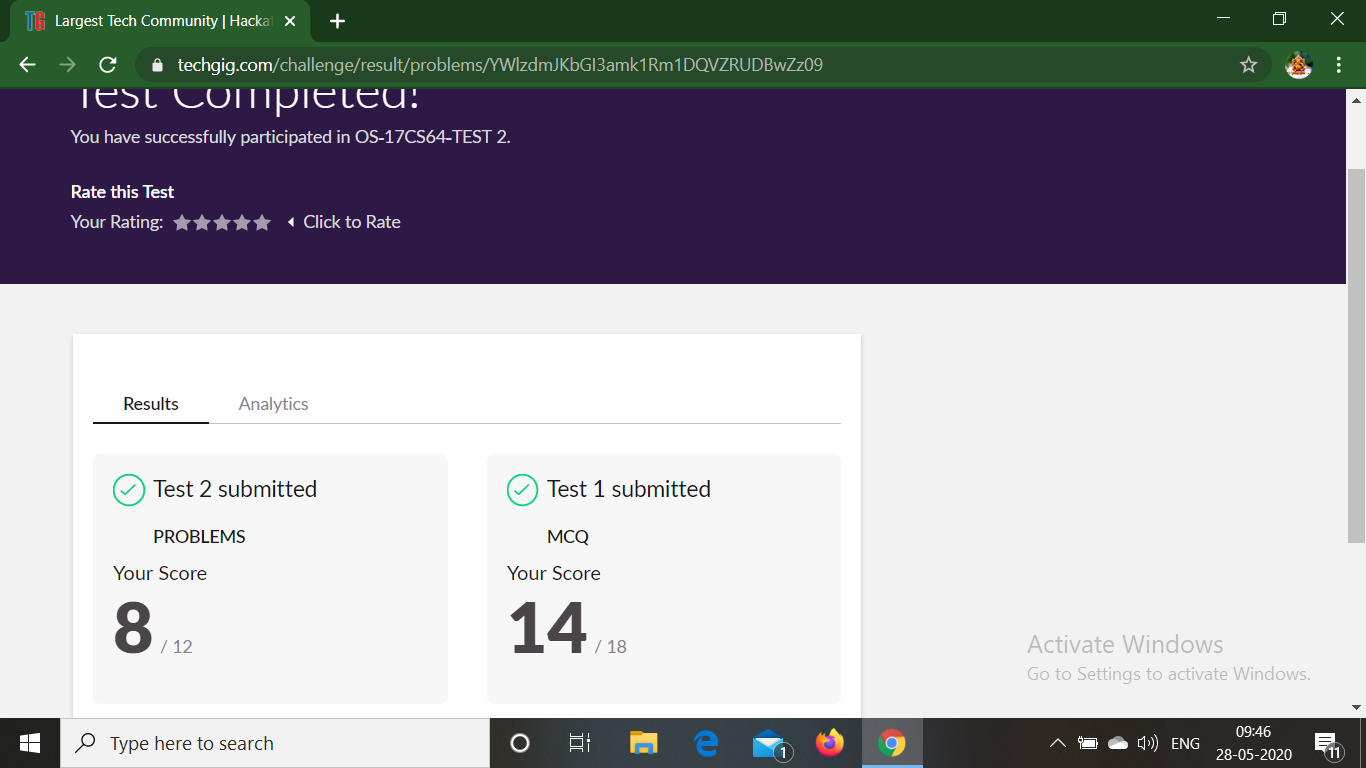 TG Largest Tech Community | Hackat
techgig.com/challenge/result/problems/YWlzdmJKbGl3amk1Rm1DQVZRUDBwZz09
Test Completed!
You have successfully participated in OS-17CS64-TEST 2.
Rate this Test
Your Rating: Click to Rate
Results Analytics
Test 2 submitted
PROBLEMS
Your Score
8 / 12
Test 1 submitted
MCQ
Your Score
14 / 18
Activate Windows
Go to Settings to activate Windows.
Type here to search
1
ENG
09:46
28-05-2020
11